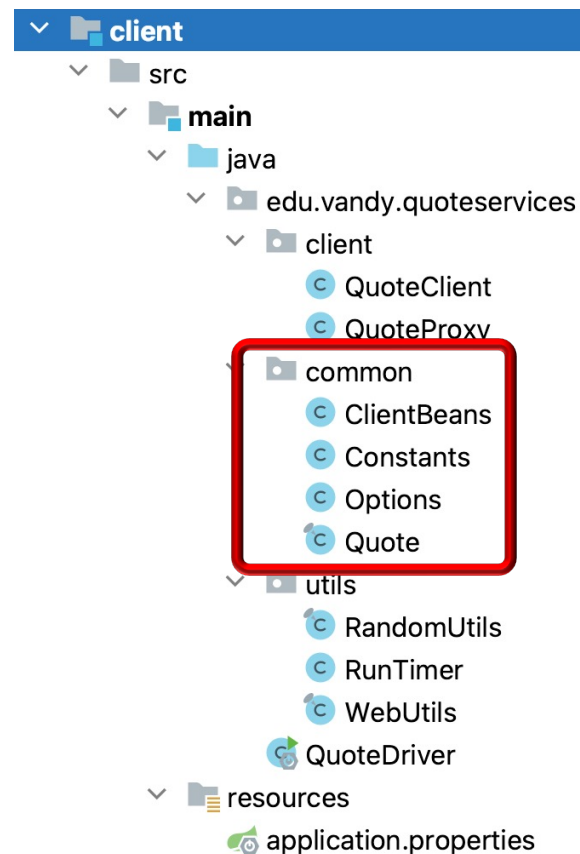 client
src
main
java
edu.vandy.quoteservices
client
QuoteClient
QuoteProxy
common
ClientBeans
Constants
Options
Quote
utils
RandomUtils
RunTimer
WebUtils
QuoteDriver
resources
application.properties